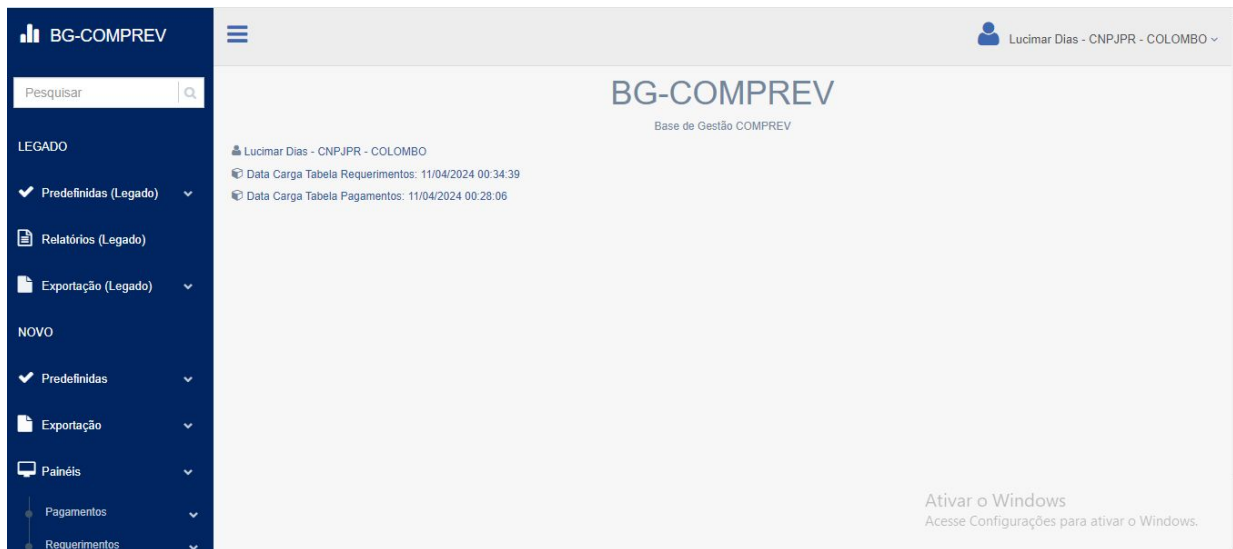 BG-COMPREV
Lucimar Dias - CNPJPR - COLOMBO
Pesquisar
LEGADO
Predefinidas (Legado)
Relatórios (Legado)
Exportação (Legado)
NOVO
Predefinidas
Exportação
Painéis
Pagamentos
Requerimentos
BG-COMPREV
Base de Gestão COMPREV
Lucimar Dias - CNPJPR - COLOMBO
Data Carga Tabela Requerimentos: 11/04/2024 00:34:39
Data Carga Tabela Pagamentos: 11/04/2024 00:28:06
Ativar o Windows
Acesse Configurações para ativar o Windows.